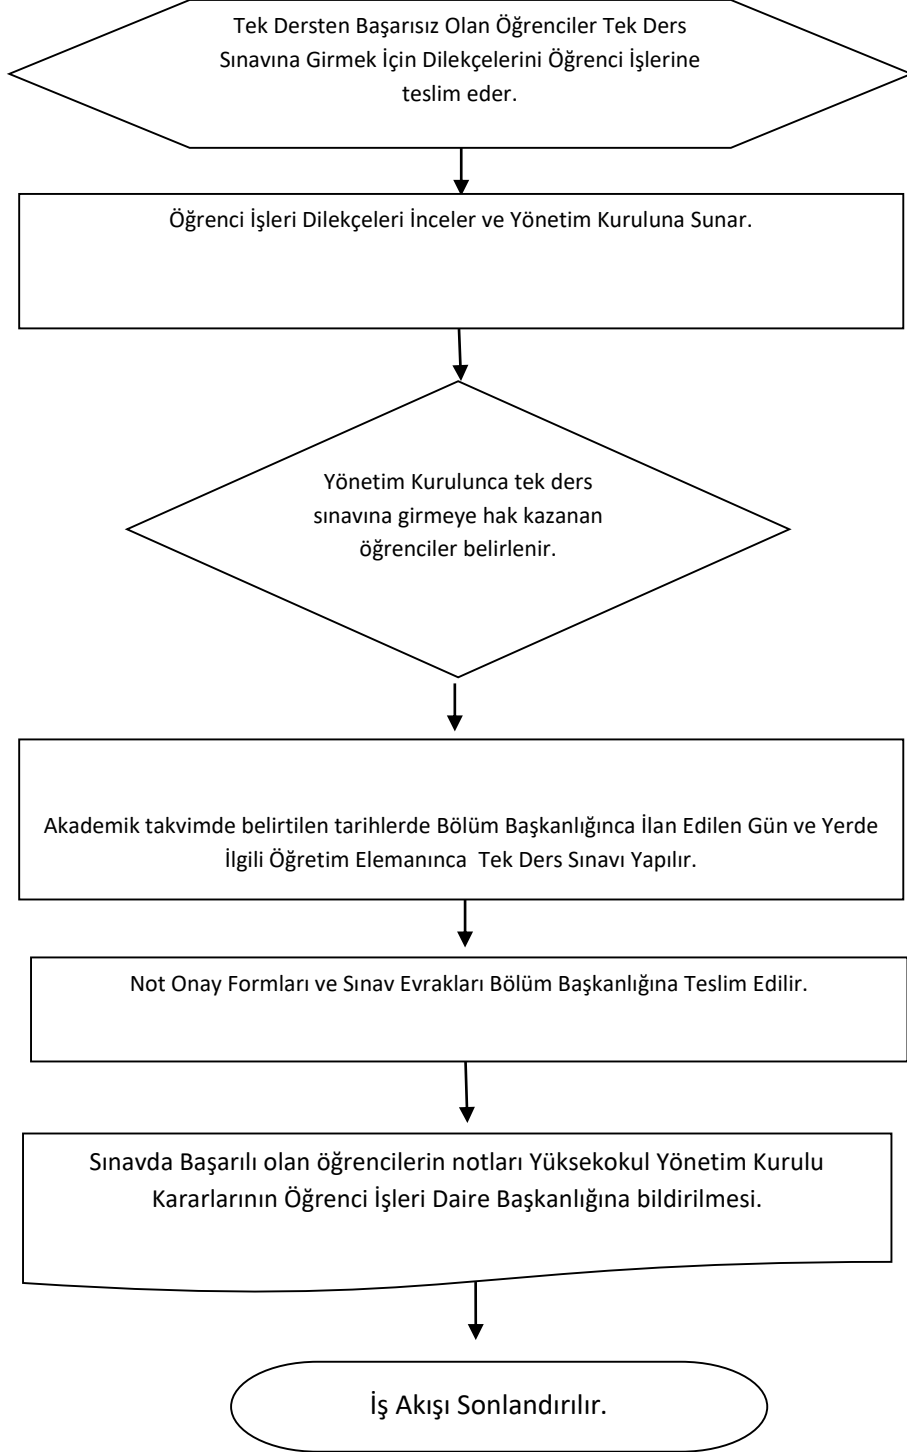 Tek Dersten Başarısız Olan Öğrenciler Tek Ders
Sınavına Girmek İçin Dilekçelerini Öğrenci İşlerine
teslim eder.
Öğrenci İşleri Dilekçeleri İnceler ve Yönetim Kuruluna Sunar.
Yönetim Kurulunca tek ders
sınavına girmeye hak kazanan
öğrenciler belirlenir.
Akademik takvimde belirtilen tarihlerde Bölüm Başkanlığınca İlan Edilen Gün ve Yerde
İlgili Öğretim Elemanınca  Tek Ders Sınavı Yapılır.
Not Onay Formları ve Sınav Evrakları Bölüm Başkanlığına Teslim Edilir.
Sınavda Başarılı olan öğrencilerin notları Yüksekokul Yönetim Kurulu
Kararlarının Öğrenci İşleri Daire Başkanlığına bildirilmesi.
İş Akışı Sonlandırılır.